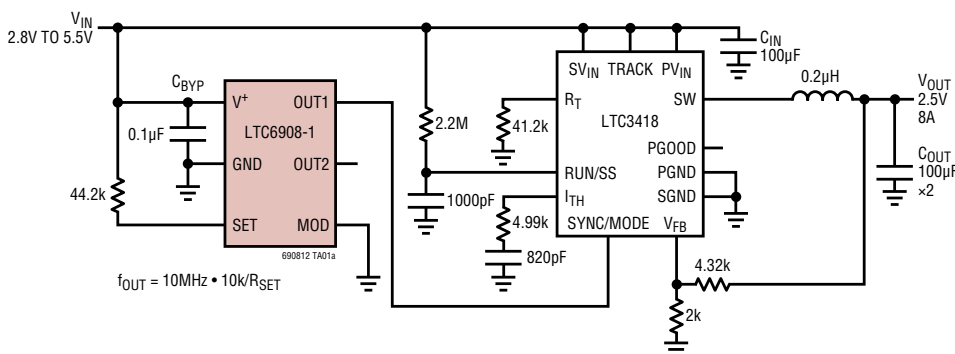 VIN
2.8V TO 5.5V
CBYP
0.1µF
44.2k
V+
OUT1
LTC6908-1
GND
OUT2
SET
MOD
690812 TA01a
fOUT = 10MHz • 10k/RSET
2.2M
1000pF
41.2k
4.99k
820pF
SVIN TRACK PVIN
RT
SW
LTC3418
PGOOD
RUN/SS
PGND
ITH
SGND
SYNC/MODE VFB
CIN
100µF
0.2µH
VOUT
2.5V
8A
COUT
100µF
×2
4.32k
2k